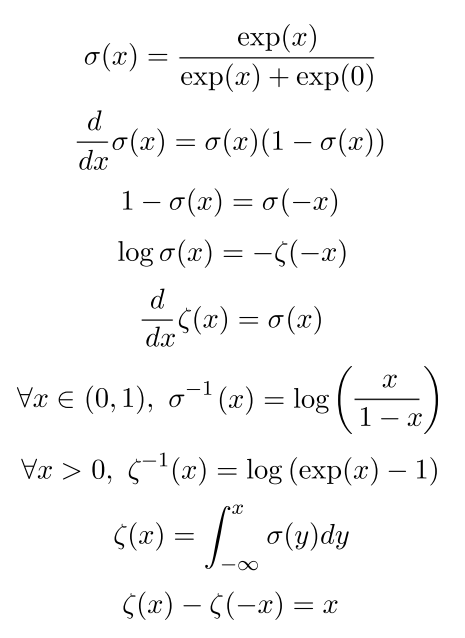 σ(x) = exp(x) / (exp(x) + exp(0))
d/dx σ(x) = σ(x)(1 − σ(x))
1 − σ(x) = σ(−x)
log σ(x) = −ζ(−x)
d/dx ζ(x) = σ(x)
∀x ∈ (0, 1), σ⁻¹(x) = log (x / (1 − x))
∀x > 0, ζ⁻¹(x) = log (exp(x) − 1)
ζ(x) = ∫_{−∞}^{x} σ(y)dy
ζ(x) − ζ(−x) = x